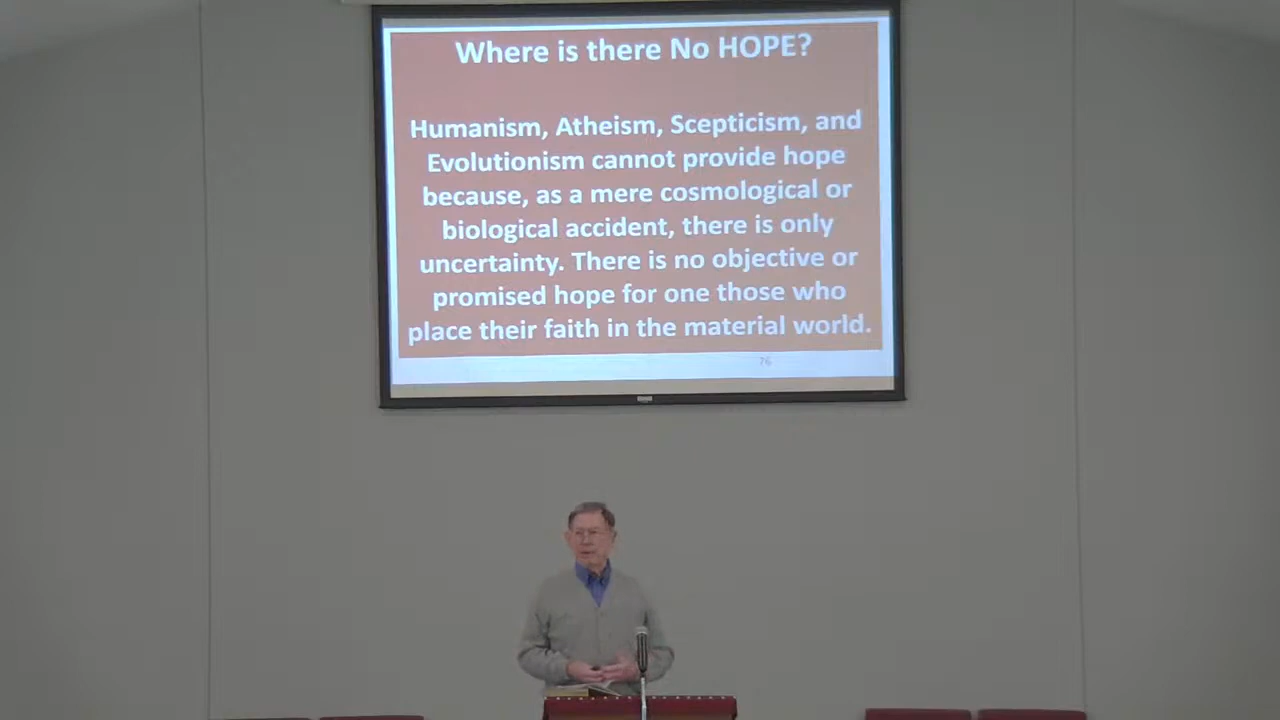 Where is there No HOPE?
Humanism, Atheism, Scepticism, and
Evolutionism cannot provide hope
because, as a mere cosmological or
biological accident, there is only
uncertainty. There is no objective or
promised hope for one those who
place their faith in the material world.
76